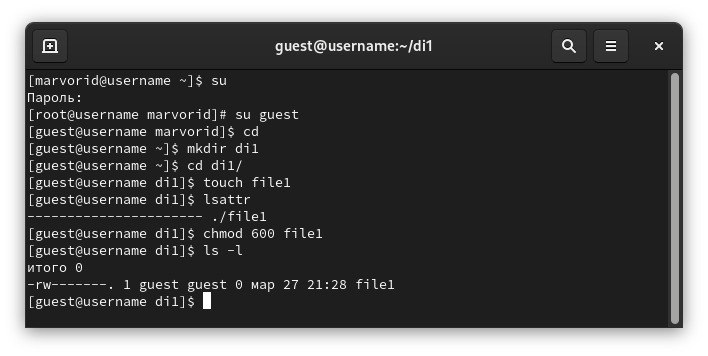 guest@username:~/di1
[marvorid@username ~]$ su
Пароль:
[root@username marvorid]# su guest
[guest@username marvorid]$ cd
[guest@username ~]$ mkdir di1
[guest@username ~]$ cd di1/
[guest@username di1]$ touch file1
[guest@username di1]$ lsattr
---------------------- ./file1
[guest@username di1]$ chmod 600 file1
[guest@username di1]$ ls -l
итого 0
-rw-------. 1 guest guest 0 мар 27 21:28 file1
[guest@username di1]$